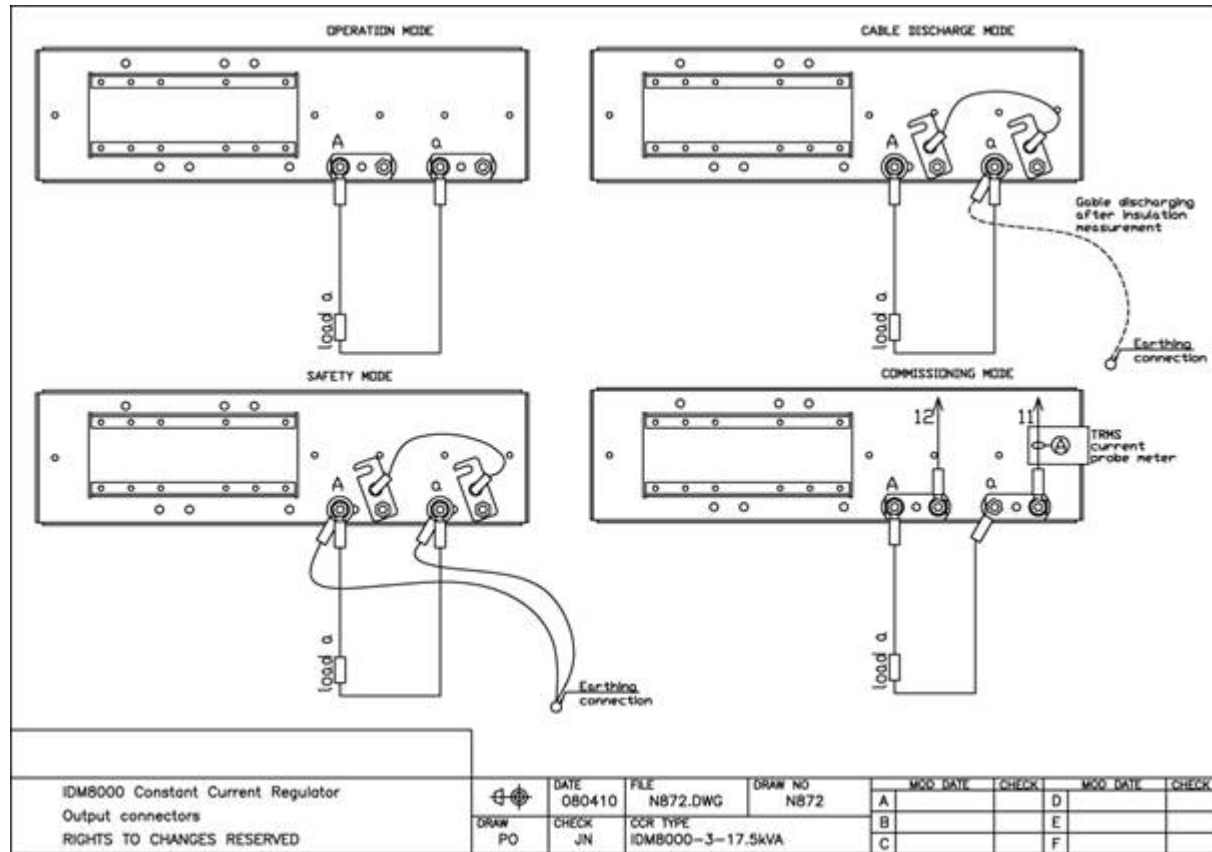 OPERATION MODE
A
a
load a
CABLE DISCHARGE MODE
A
a
Gable discharging
after insulation
measurement
load a
Earthing
connection
SAFETY MODE
A
a
load a
Earthing
connection
COMMISSIONING MODE
12
11
A
TRMS
current
probe meter
A
a
load a
IDM8000 Constant Current Regulator
Output connectors
RIGHTS TO CHANGES RESERVED
DATE
080410
FILE
N872.DWG
DRAW NO
N872
DRAW
PO
CHECK
JN
CCR TYPE
IDM8000-3-17.5kVA
MOD DATE CHECK MOD DATE CHECK
A D
B E
C F